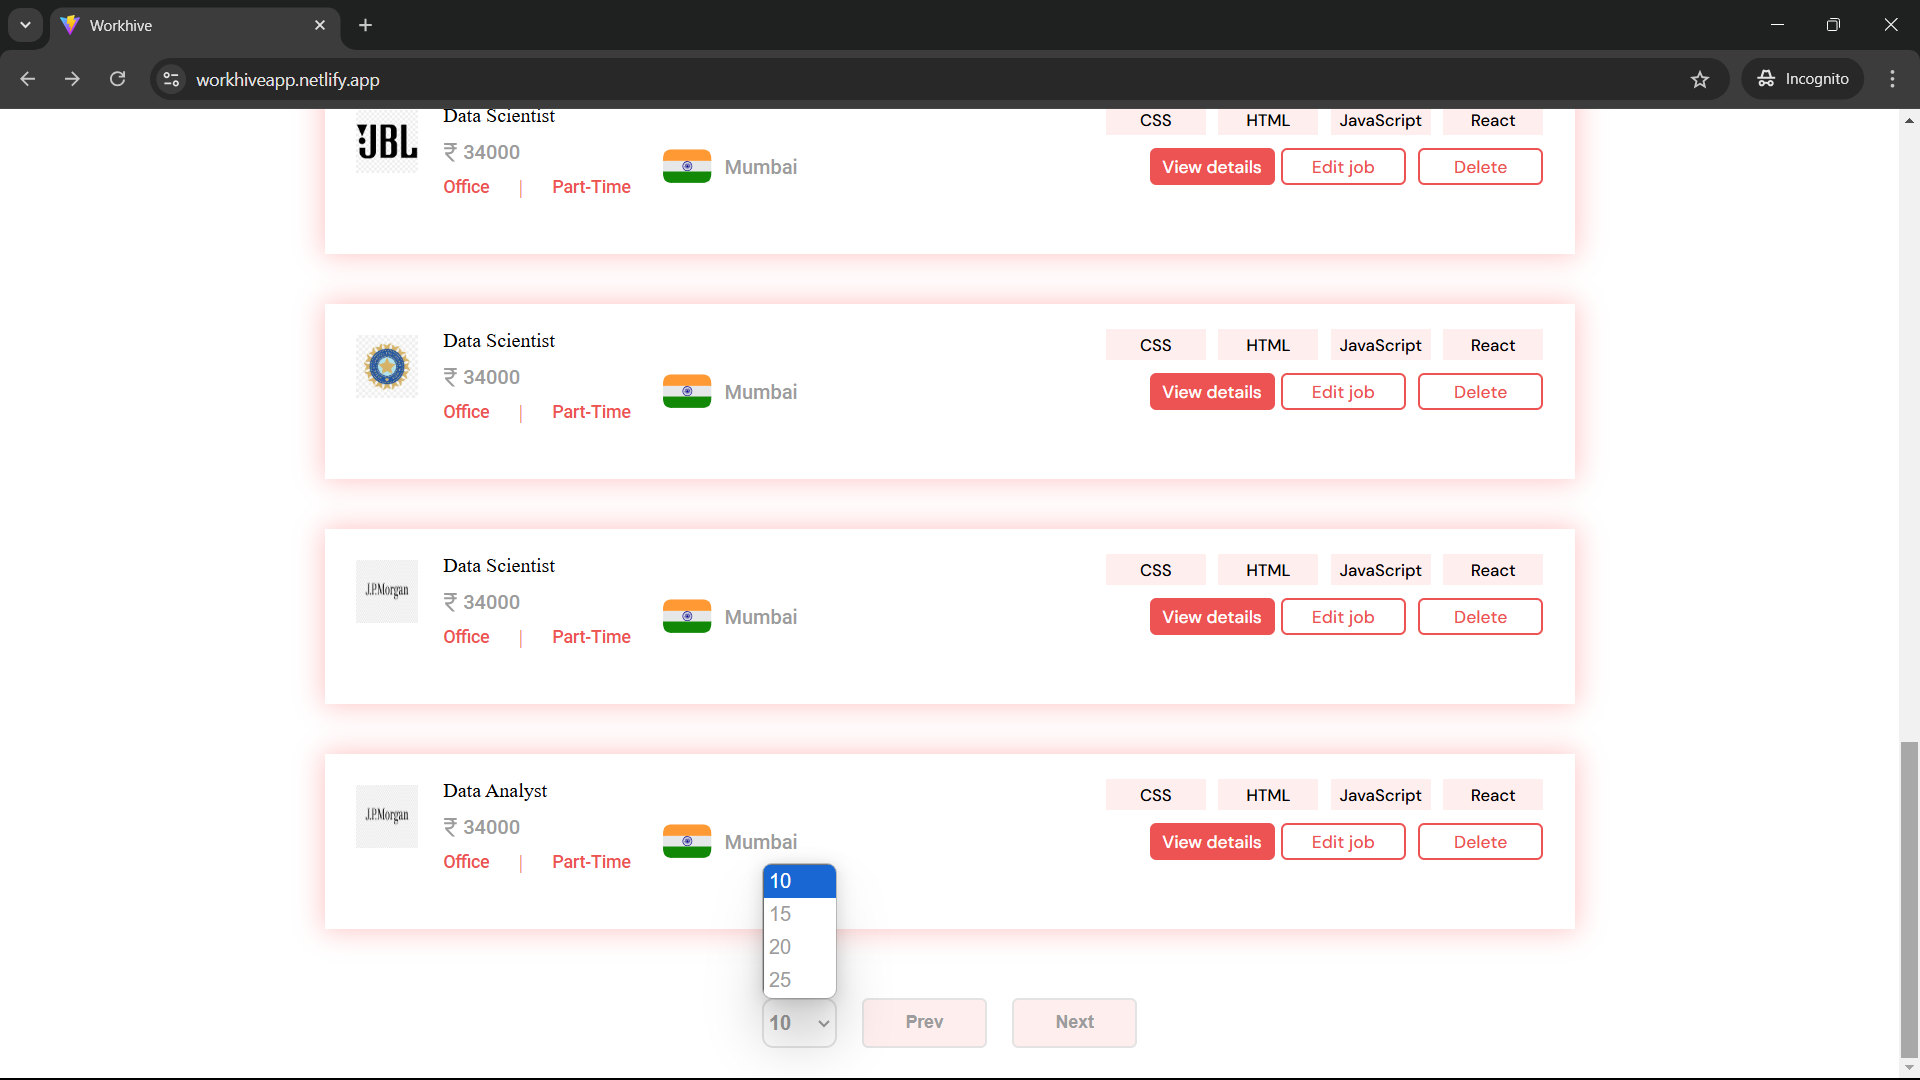 Workhive
workhiveapp.netlify.app
Incognito
JBL
Data Scientist
₹ 34000
Office | Part-Time
Mumbai
CSS HTML JavaScript React
View details Edit job Delete
Data Scientist
₹ 34000
Office | Part-Time
Mumbai
CSS HTML JavaScript React
View details Edit job Delete
J.P.Morgan
Data Scientist
₹ 34000
Office | Part-Time
Mumbai
CSS HTML JavaScript React
View details Edit job Delete
J.P.Morgan
Data Analyst
₹ 34000
Office | Part-Time
Mumbai
CSS HTML JavaScript React
View details Edit job Delete
10
15
20
25
10 Prev Next